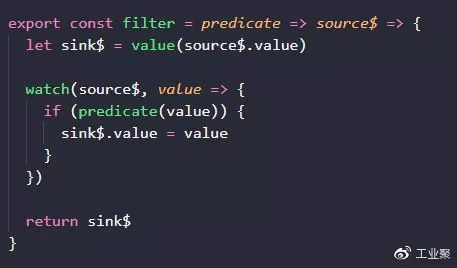 export const filter = predicate => source$ => {
  let sink$ = value(source$.value)

  watch(source$, value => {
    if (predicate(value)) {
      sink$.value = value
    }
  })

  return sink$
}
工业聚